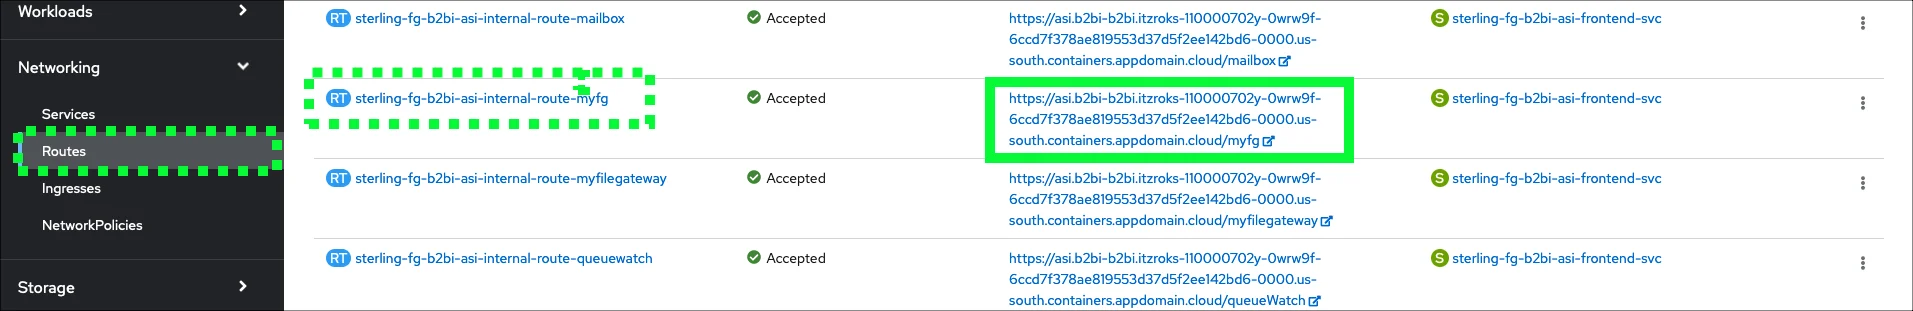 Workloads
Networking
Services
Routes
Ingresses
NetworkPolicies
Storage
RT sterling-fg-b2bi-asi-internal-route-mailbox
Accepted
https://asi.b2bi-b2bi.itzroks-110000702y-0wrw9f-
6ccd7f378ae819553d37d5f2ee142bd6-0000.us-
south.containers.appdomain.cloud/mailbox
S sterling-fg-b2bi-asi-frontend-svc
RT sterling-fg-b2bi-asi-internal-route-myfg
Accepted
https://asi.b2bi-b2bi.itzroks-110000702y-0wrw9f-
6ccd7f378ae819553d37d5f2ee142bd6-0000.us-
south.containers.appdomain.cloud/myfg
S sterling-fg-b2bi-asi-frontend-svc
RT sterling-fg-b2bi-asi-internal-route-myfilegateway
Accepted
https://asi.b2bi-b2bi.itzroks-110000702y-0wrw9f-
6ccd7f378ae819553d37d5f2ee142bd6-0000.us-
south.containers.appdomain.cloud/myfilegateway
S sterling-fg-b2bi-asi-frontend-svc
RT sterling-fg-b2bi-asi-internal-route-queuewatch
Accepted
https://asi.b2bi-b2bi.itzroks-110000702y-0wrw9f-
6ccd7f378ae819553d37d5f2ee142bd6-0000.us-
south.containers.appdomain.cloud/queueWatch
S sterling-fg-b2bi-asi-frontend-svc